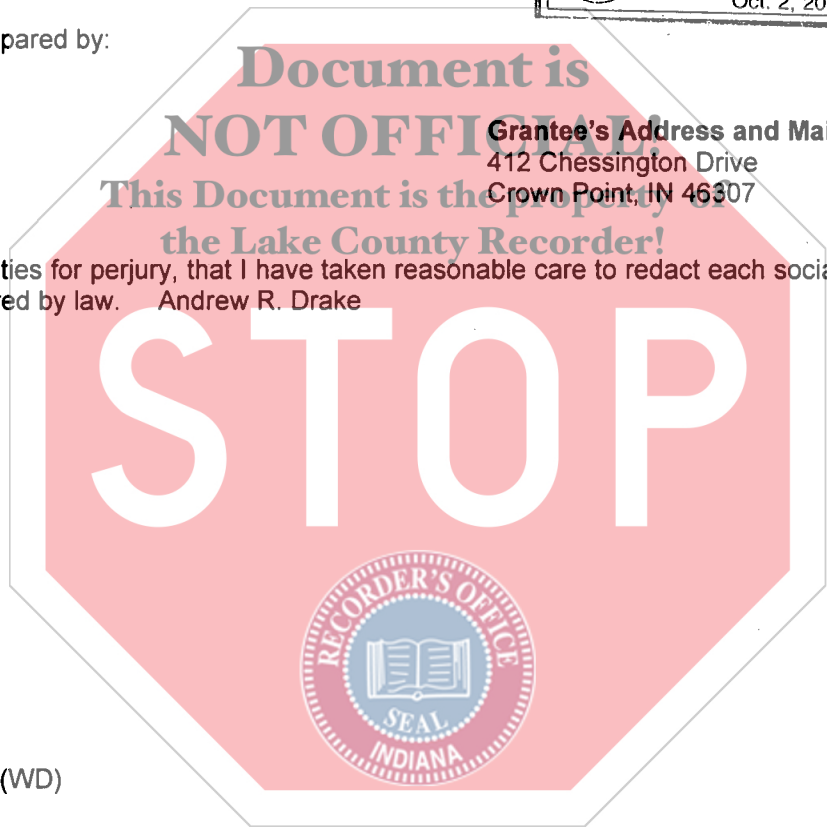 Oct. 2, 20
pared by:
Document is
NOT OFFICIAL!
Grantee's Address and Mai
412 Chessington Drive
This Document is the property of
Crown Point, IN 46307
the Lake County Recorder!
ties for perjury, that I have taken reasonable care to redact each socia
ed by law. Andrew R. Drake
STOP
RECORDER'S OFFICE
SEAL
INDIANA
(WD)